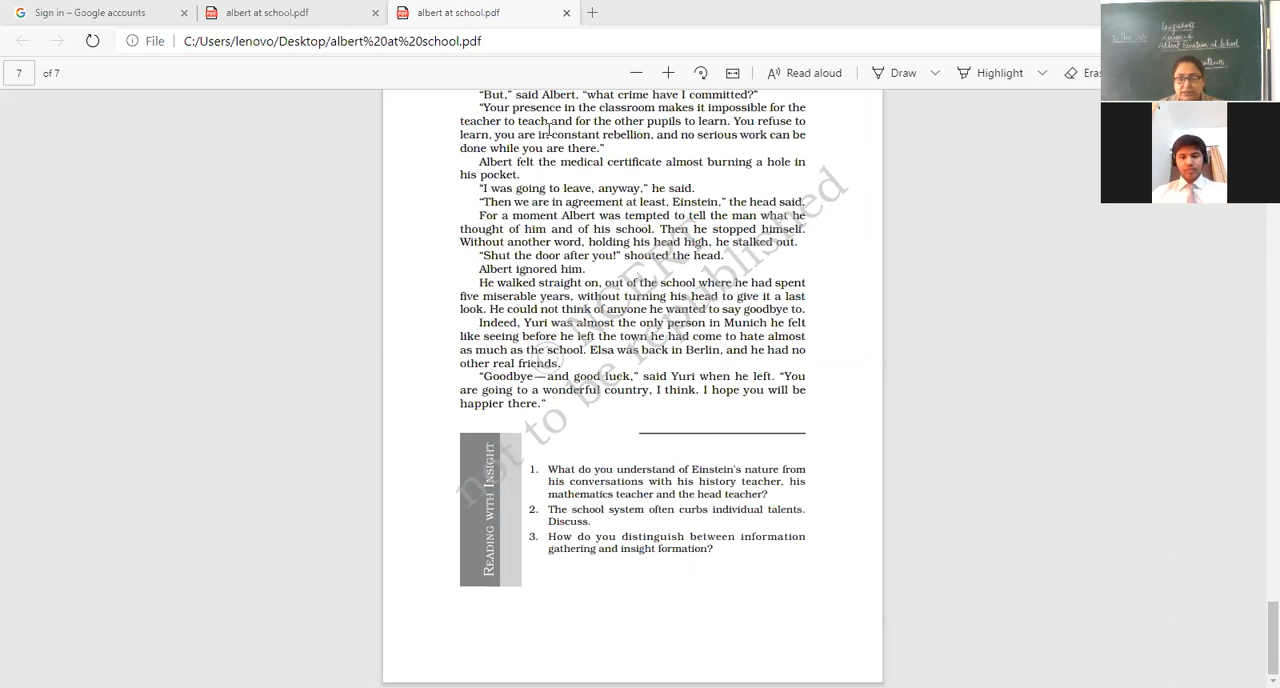 Sign in – Google accounts
albert at school.pdf
albert at school.pdf
File C:/Users/lenovo/Desktop/albert%20at%20school.pdf
7 of 7
Read aloud
Draw
Highlight
“But,” said Albert, “what crime have I committed?”
“Your presence in the classroom makes it impossible for the
teacher to teach and for the other pupils to learn. You refuse to
learn, you are in constant rebellion, and no serious work can be
done while you are there.”
Albert felt the medical certificate almost burning a hole in
his pocket.
“I was going to leave, anyway,” he said.
“Then we are in agreement at least, Einstein,” the head said.
For a moment Albert was tempted to tell the man what he
thought of him and of his school. Then he stopped himself.
Without another word, holding his head high, he stalked out.
“Shut the door after you!” shouted the head.
Albert ignored him.
He walked straight on, out of the school where he had spent
five miserable years, without turning his head to give it a last
look. He could not think of anyone he wanted to say goodbye to.
Indeed, Yuri was almost the only person in Munich he felt
like seeing before he left the town he had come to hate almost
as much as the school. Elsa was back in Berlin, and he had no
other real friends.
“Goodbye—and good luck,” said Yuri when he left. “You
are going to a wonderful country, I think. I hope you will be
happier there.”
READING WITH INSIGHT
1. What do you understand of Einstein’s nature from
his conversations with his history teacher, his
mathematics teacher and the head teacher?
2. The school system often curbs individual talents.
Discuss.
3. How do you distinguish between information
gathering and insight formation?
© NCERT
not to be republished
Snapshots
Albert Einstein at School